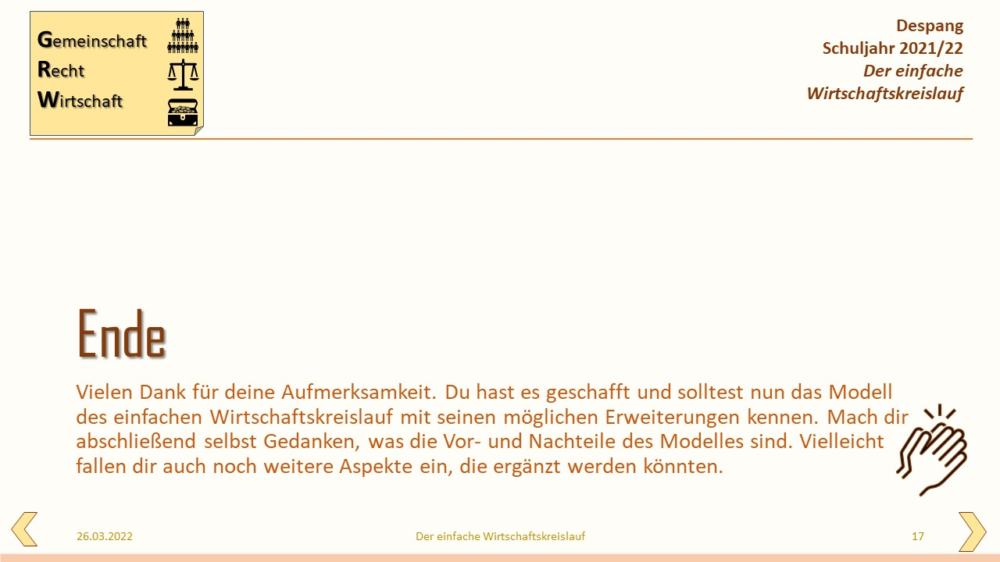 Gemeinschaft
Recht
Wirtschaft
Despang
Schuljahr 2021/22
Der einfache
Wirtschaftskreislauf
Ende
Vielen Dank für deine Aufmerksamkeit. Du hast es geschafft und solltest nun das Modell
des einfachen Wirtschaftskreislauf mit seinen möglichen Erweiterungen kennen. Mach dir
abschließend selbst Gedanken, was die Vor- und Nachteile des Modelles sind. Vielleicht
fallen dir auch noch weitere Aspekte ein, die ergänzt werden könnten.
26.03.2022
Der einfache Wirtschaftskreislauf
17